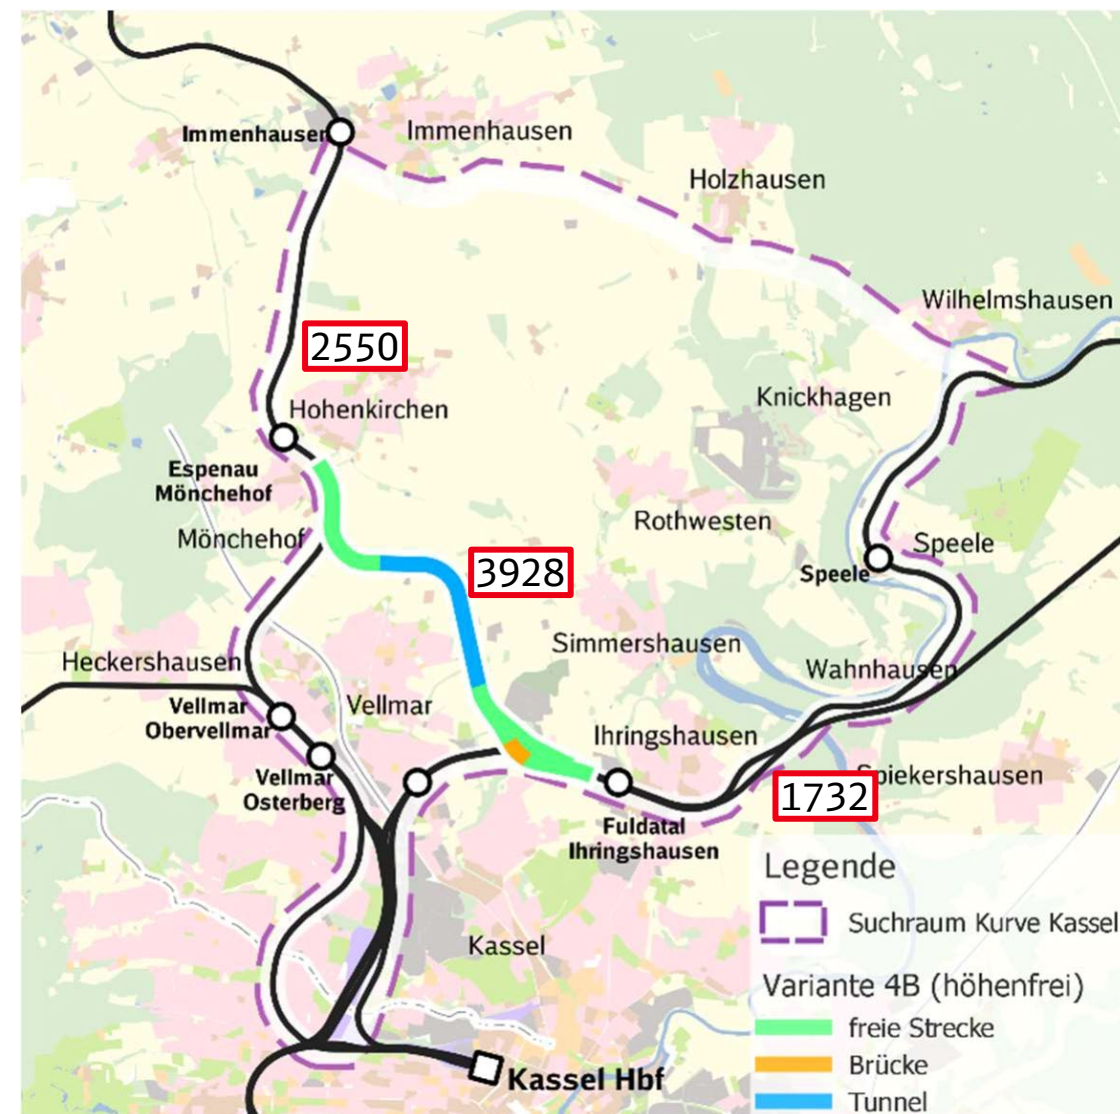 Immenhausen
Immenhausen
Holzhausen
Wilhelmshausen
2550
Knickhagen
Hohenkirchen
Espenau
Mönchehof
Rothwesten
Mönchehof
Speele
Speele
3928
Simmershausen
Heckershausen
Wahnhausen
Vellmar
Obervellmar
Vellmar
Ihringshausen
Vellmar
Osterberg
Spiekershausen
1732
Fuldatal
Ihringshausen
Kassel
Kassel Hbf
Legende
Suchraum Kurve Kassel
Variante 4B (höhenfrei)
freie Strecke
Brücke
Tunnel